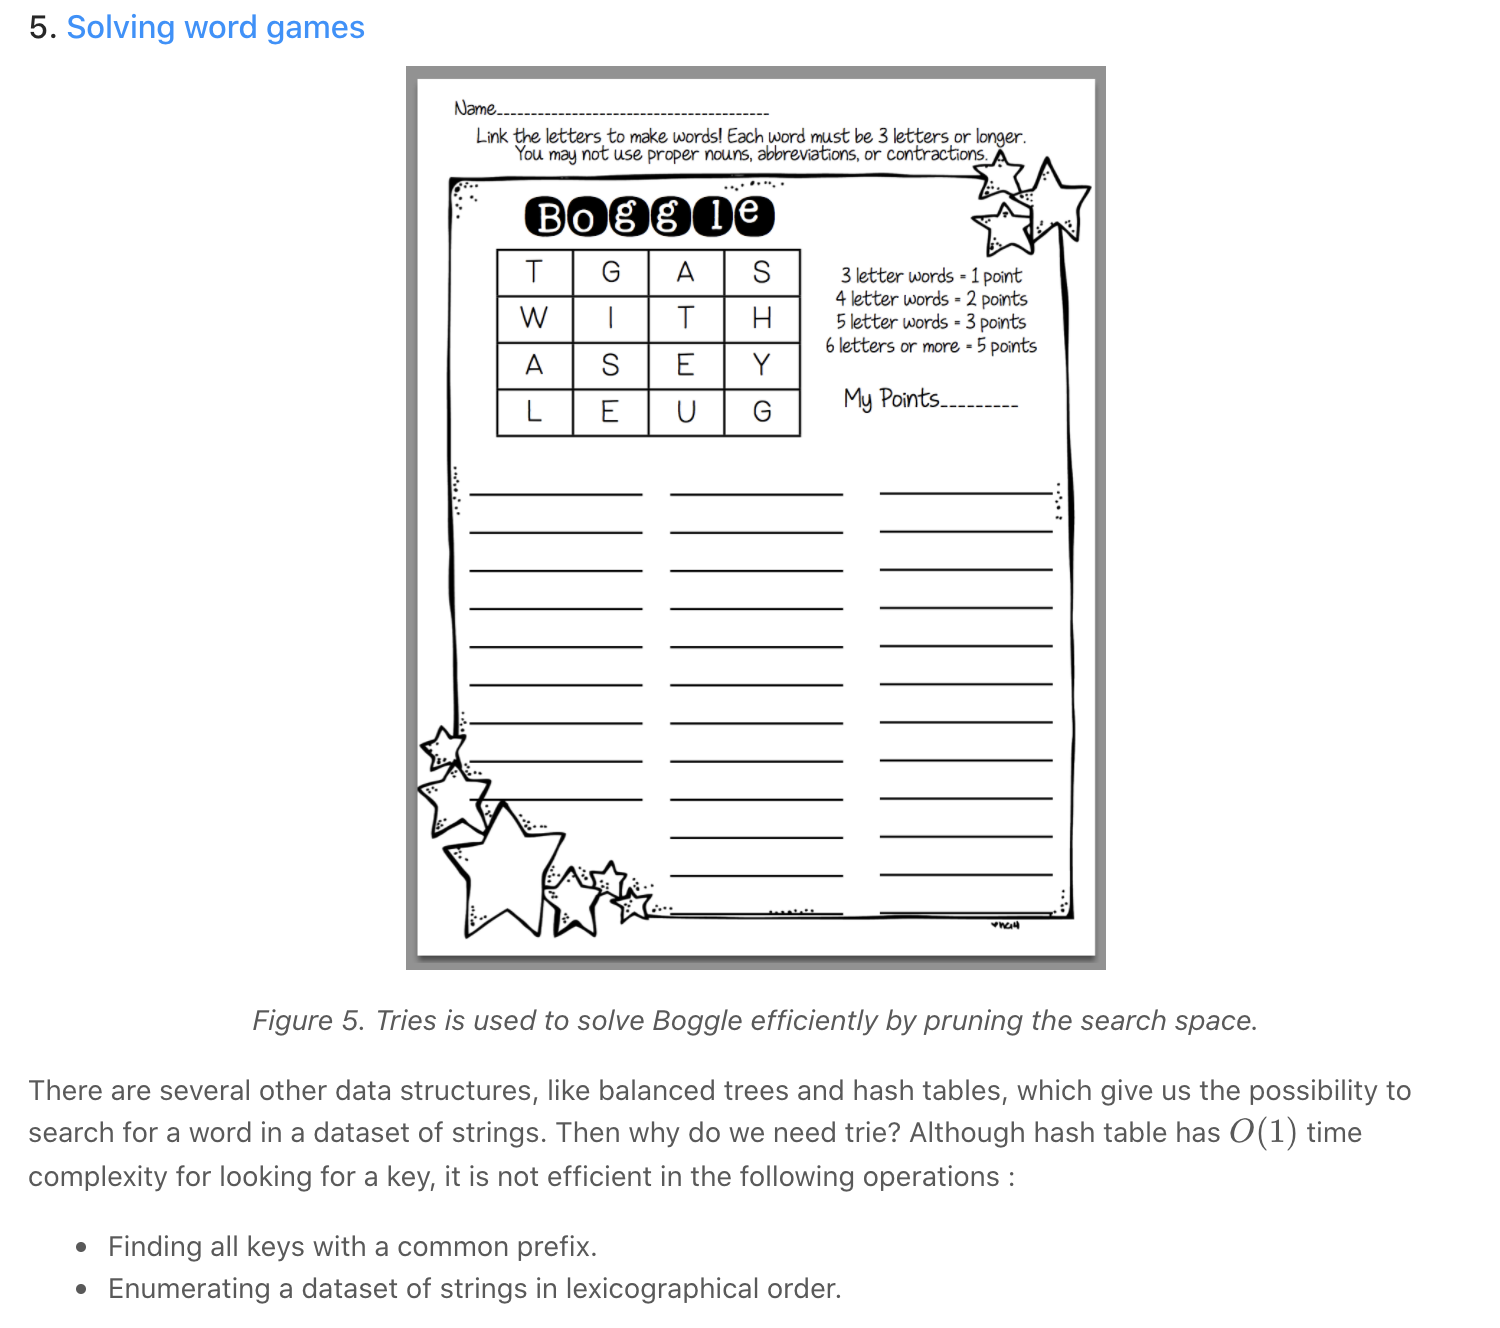 5. Solving word games
Name
Link the letters to make words! Each word must be 3 letters or longer.
You may not use proper nouns, abbreviations, or contractions.
Boggle
T G A S
W I T H
A S E Y
L E U G
3 letter words = 1 point
4 letter words = 2 points
5 letter words = 3 points
6 letters or more = 5 points
My Points
Figure 5. Tries is used to solve Boggle efficiently by pruning the search space.
There are several other data structures, like balanced trees and hash tables, which give us the possibility to
search for a word in a dataset of strings. Then why do we need trie? Although hash table has O(1) time
complexity for looking for a key, it is not efficient in the following operations :
• Finding all keys with a common prefix.
• Enumerating a dataset of strings in lexicographical order.